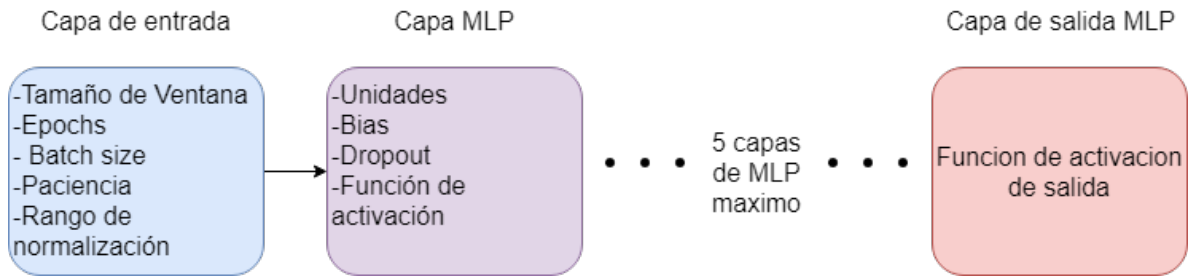 Capa de entrada
Capa MLP
Capa de salida MLP
-Tamaño de Ventana
-Epochs
- Batch size
-Paciencia
-Rango de
normalización
-Unidades
-Bias
-Dropout
-Función de
activación
5 capas
de MLP
maximo
Funcion de activacion
de salida